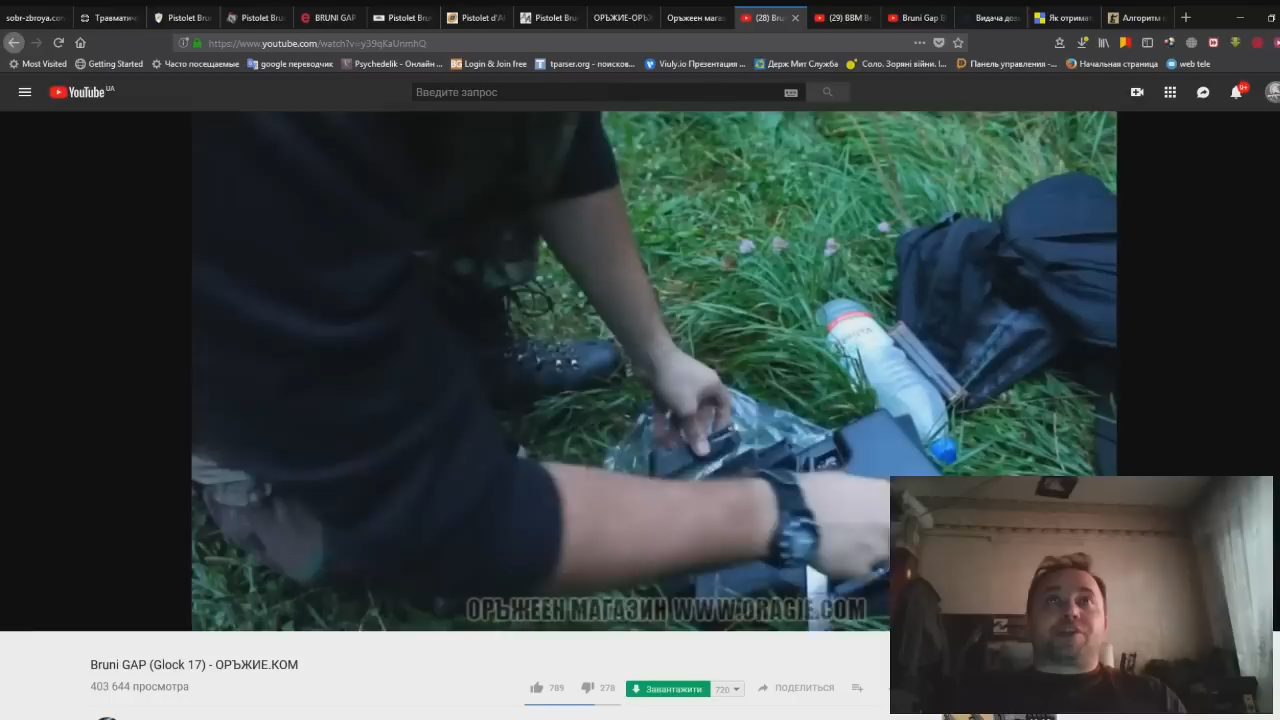 sobr-zbroya.com
Травматич
Pistolet Bru
Pistolet Bru
BRUNI GAP
Pistolet Bru
Pistolet d'Al
Pistolet Bru
ОРЪЖИЕ-ОРЪЖ
Оръжеен мага
(28) Bru
(29) BBM B
Bruni Gap B
Видача доз
Як отримат
Алгоритм
https://www.youtube.com/watch?v=y39qKaUnmhQ
Most Visited
Getting Started
Часто посещаемые
google переводчик
Psychedelik - Онлайн ...
Login & Join free
tparser.org - поисков...
Viuly.io Презентация ...
Держ Мит Служба
Соло. Зоряні війни. І...
Панель управления -...
Начальная страница
web tele
YouTube UA
Введите запрос
9+
ОРЪЖЕЕН МАГАЗИН WWW.ORAGIE.COM
Bruni GAP (Glock 17) - ОРЪЖИЕ.КОМ
403 644 просмотра
789
278
Завантажити
720
ПОДЕЛИТЬСЯ